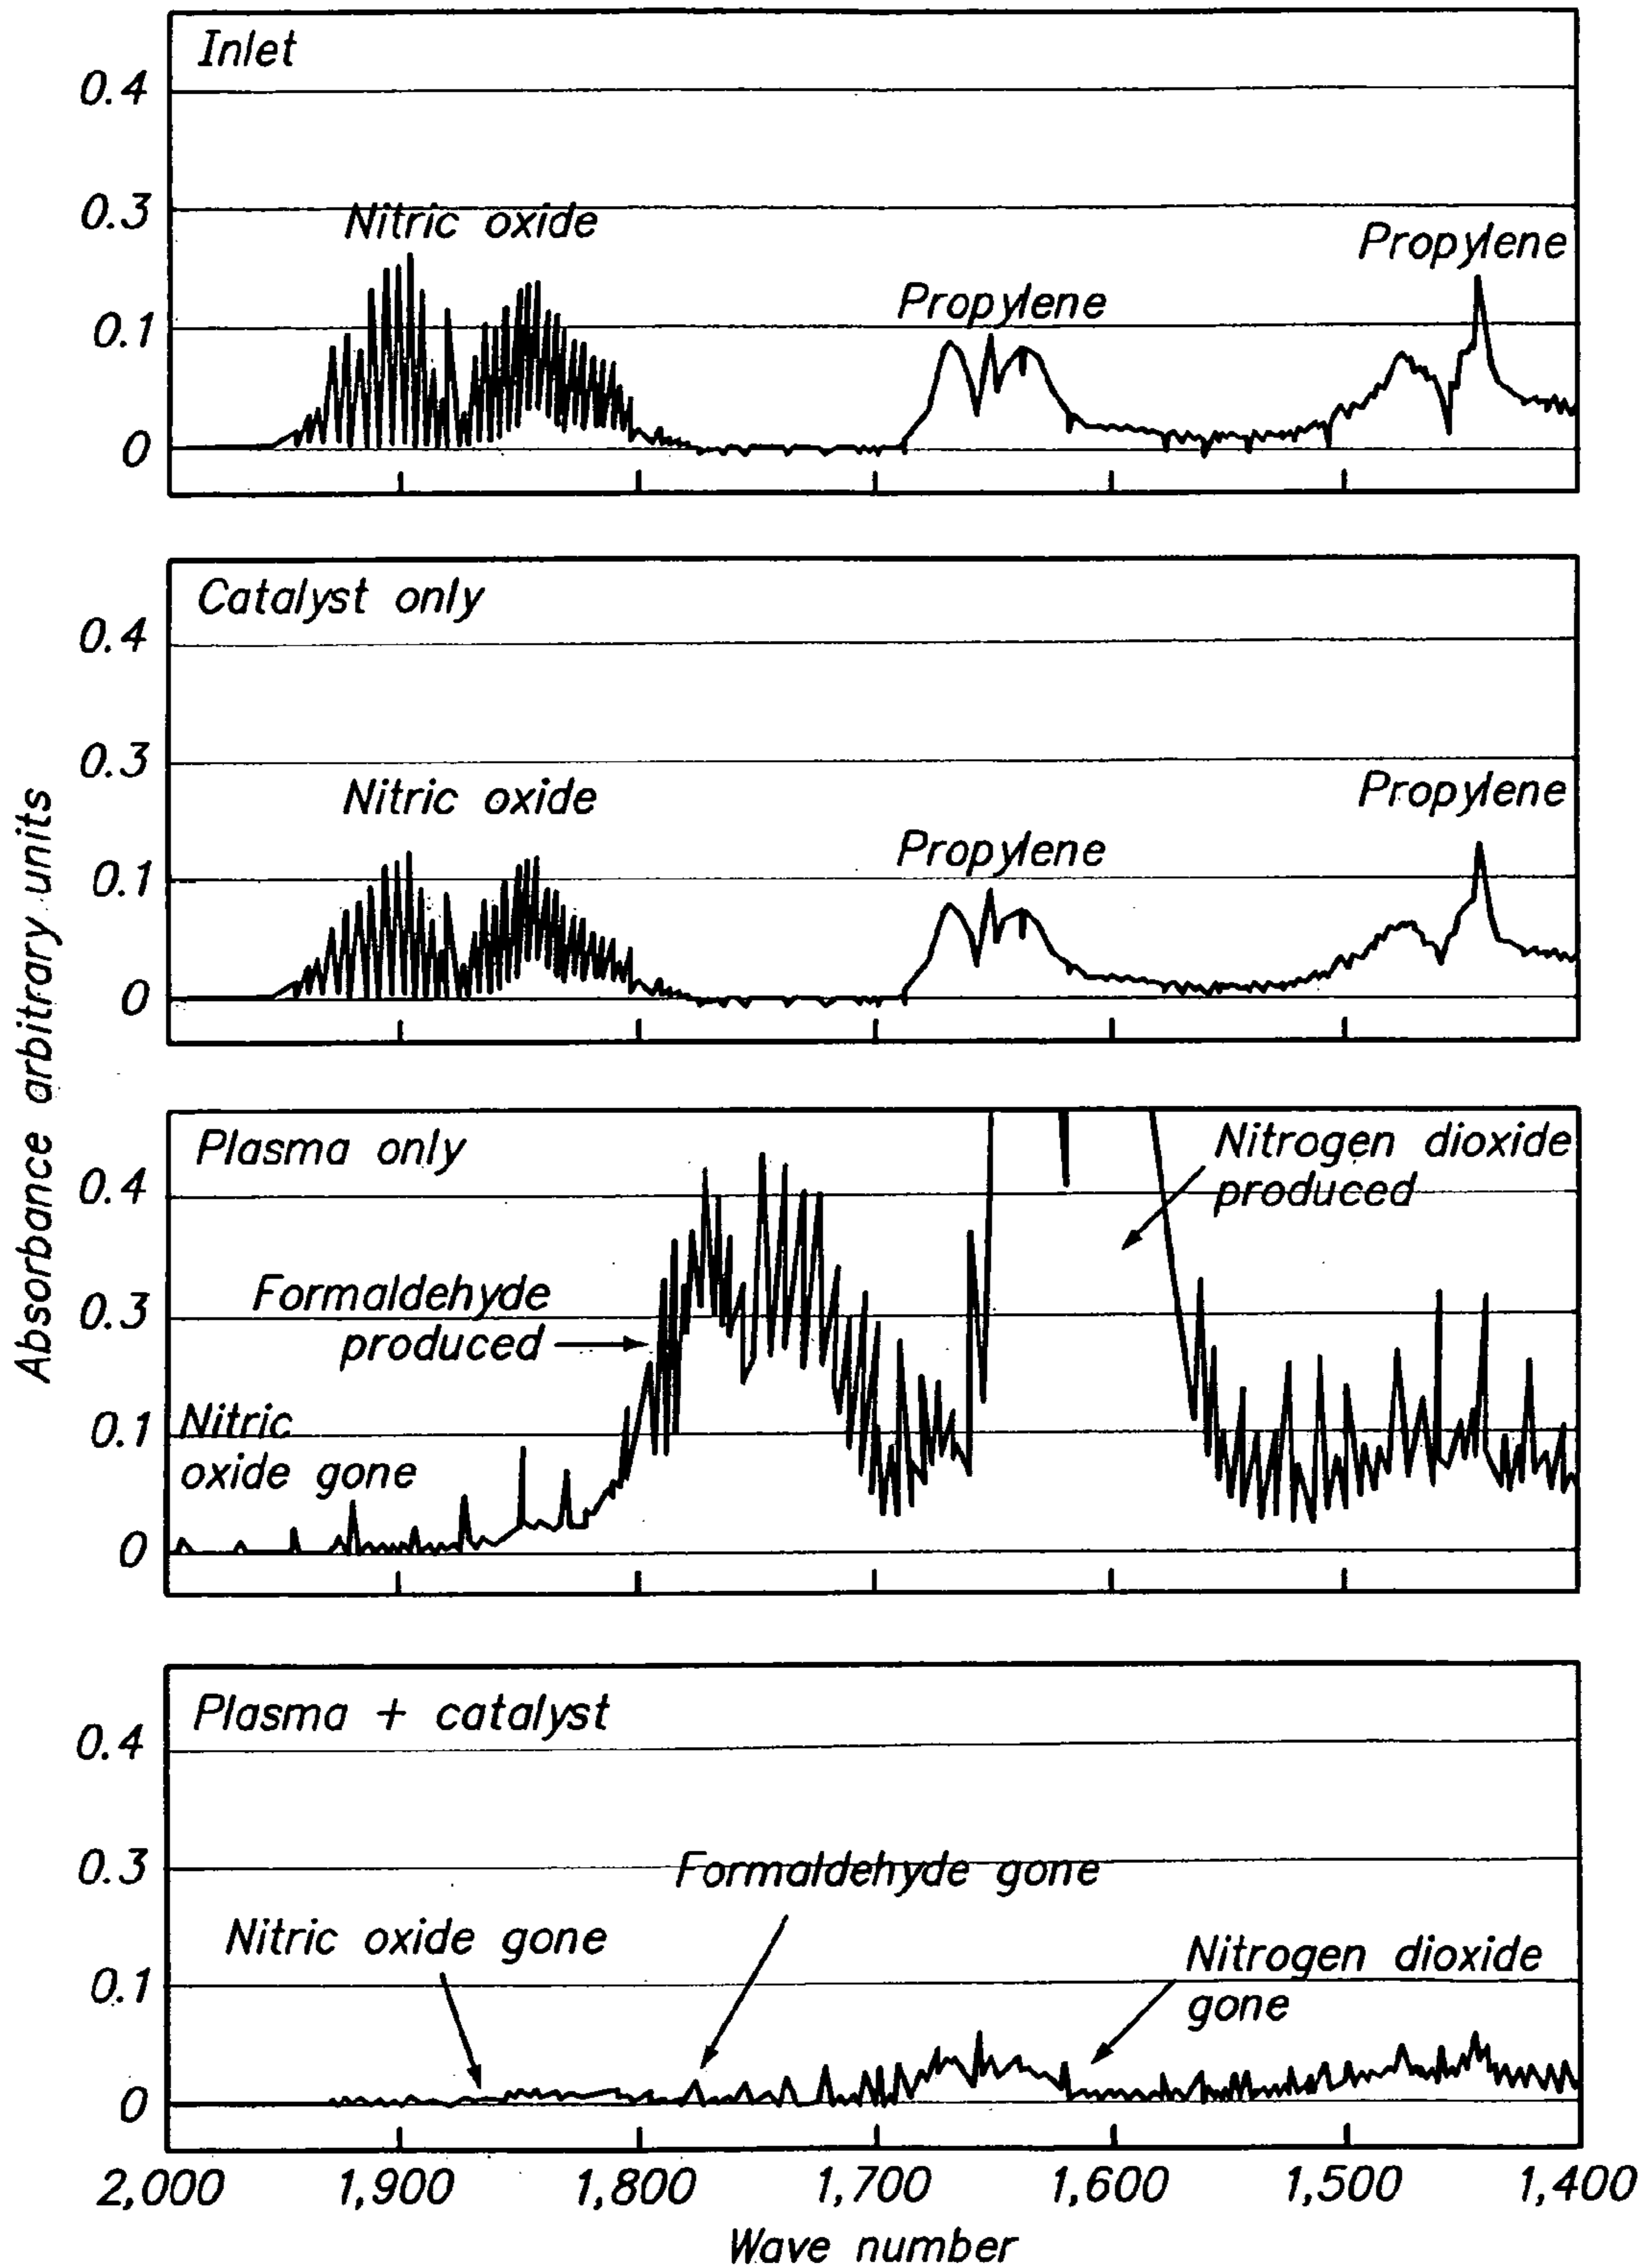 Inlet
0.4
0.3
Nitric oxide
Propylene
Propylene
0.1
0
Catalyst only
0.4
0.3
Nitric oxide
Propylene
Propylene
0.1
0
Absorbance arbitrary units
Plasma only
Nitrogen dioxide
produced
0.4
Formaldehyde
produced
0.3
Nitric
oxide gone
0.1
0
Plasma + catalyst
0.4
0.3
Formaldehyde gone
Nitric oxide gone
Nitrogen dioxide
gone
0.1
0
2,000 1,900 1,800 1,700 1,600 1,500 1,400
Wave number